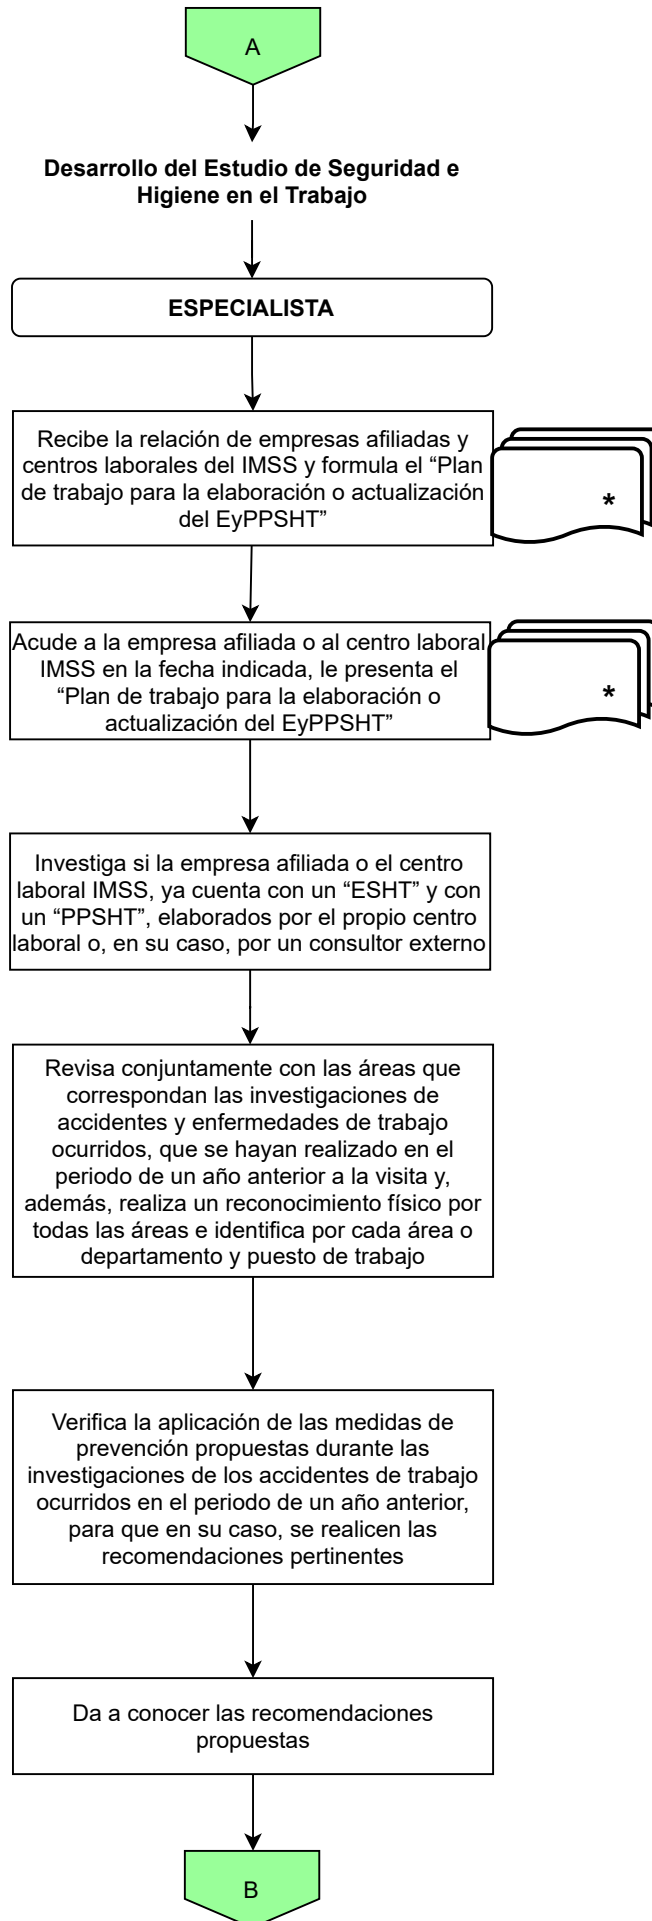 A
Desarrollo del Estudio de Seguridad e
Higiene en el Trabajo
ESPECIALISTA
Recibe la relación de empresas afiliadas y
centros laborales del IMSS y formula el “Plan
de trabajo para la elaboración o actualización
del EyPPSHT”
*
Acude a la empresa afiliada o al centro laboral
IMSS en la fecha indicada, le presenta el
“Plan de trabajo para la elaboración o
actualización del EyPPSHT”
*
Investiga si la empresa afiliada o el centro
laboral IMSS, ya cuenta con un “ESHT” y con
un “PPSHT”, elaborados por el propio centro
laboral o, en su caso, por un consultor externo
Revisa conjuntamente con las áreas que
correspondan las investigaciones de
accidentes y enfermedades de trabajo
ocurridos, que se hayan realizado en el
periodo de un año anterior a la visita y,
además, realiza un reconocimiento físico por
todas las áreas e identifica por cada área o
departamento y puesto de trabajo
Verifica la aplicación de las medidas de
prevención propuestas durante las
investigaciones de los accidentes de trabajo
ocurridos en el periodo de un año anterior,
para que en su caso, se realicen las
recomendaciones pertinentes
Da a conocer las recomendaciones
propuestas
B